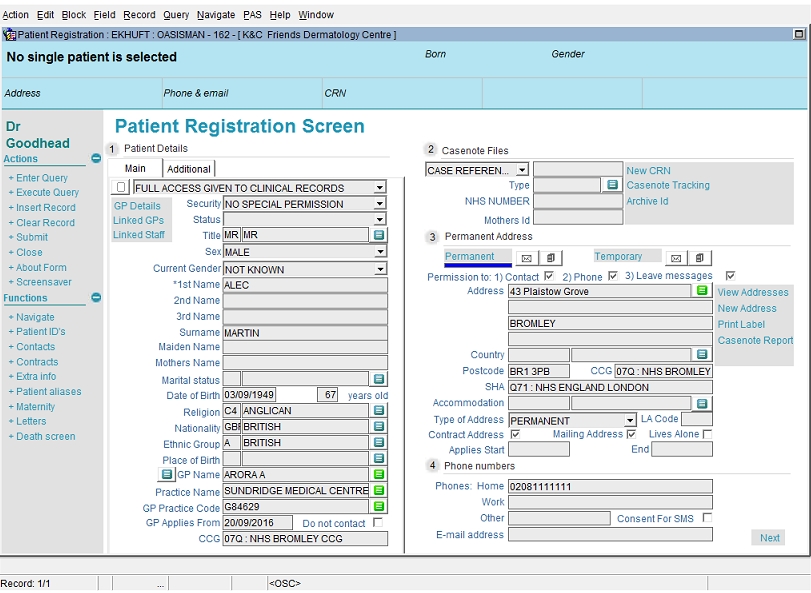 Action Edit Block Field Record Query Navigate PAS Help Window
Patient Registration : EKHUFT : OASISMAN - 162 - [ K&C Friends Dermatology Centre ]
No single patient is selected
Born
Gender
Address
Phone & email
CRN
Dr
Goodhead
Actions
+ Enter Query
+ Execute Query
+ Insert Record
+ Clear Record
+ Submit
+ Close
+ About Form
+ Screensaver
Functions
+ Navigate
+ Patient ID's
+ Contacts
+ Contracts
+ Extra info
+ Patient aliases
+ Maternity
+ Letters
+ Death screen
Patient Registration Screen
1 Patient Details
Main Additional
FULL ACCESS GIVEN TO CLINICAL RECORDS
GP Details
Linked GPs
Linked Staff
Security NO SPECIAL PERMISSION
Status
Title MR MR
Sex MALE
Current Gender NOT KNOWN
*1st Name ALEC
2nd Name
3rd Name
Surname MARTIN
Maiden Name
Mothers Name
Marital status
Date of Birth 03/09/1949 67 years old
Religion C4 ANGLICAN
Nationality GBR BRITISH
Ethnic Group A BRITISH
Place of Birth
GP Name ARORA A
Practice Name SUNDRIDGE MEDICAL CENTRE
GP Practice Code G84629
GP Applies From 20/09/2016 Do not contact
CCG 07Q : NHS BROMLEY CCG
2 Casenote Files
CASE REFEREN...
Type
NHS NUMBER
Mothers Id
New CRN
Casenote Tracking
Archive Id
3 Permanent Address
Permanent Temporary
Permission to: 1) Contact 2) Phone 3) Leave messages
Address 43 Plaistow Grove
BROMLEY
View Addresses
New Address
Print Label
Casenote Report
Country
Postcode BR1 3PB CCG 07Q : NHS BROMLEY
SHA Q71 : NHS ENGLAND LONDON
Accommodation
Type of Address PERMANENT LA Code
Contract Address Mailing Address Lives Alone
Applies Start End
4 Phone numbers
Phones: Home 02081111111
Work
Other Consent For SMS
E-mail address
Next
Record: 1/1 ... <OSC>